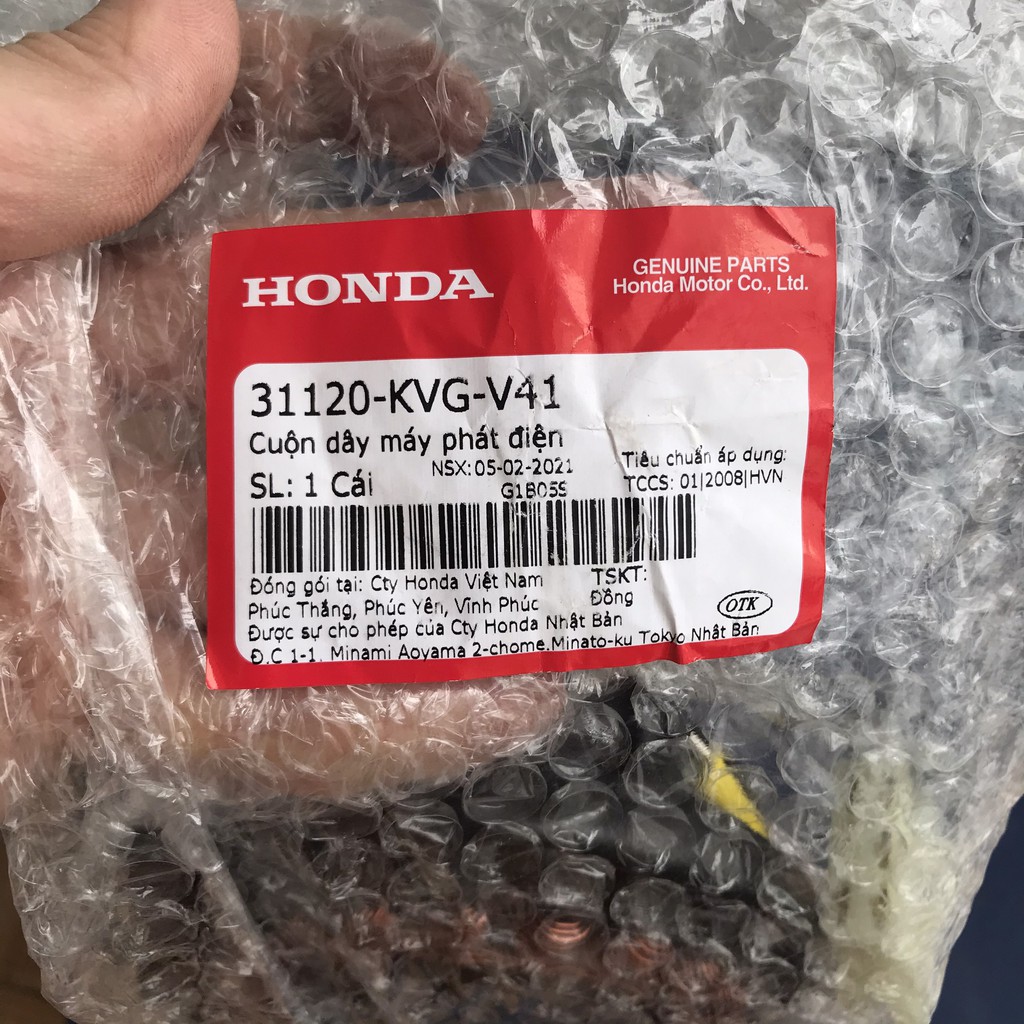 HONDA
GENUINE PARTS
Honda Motor Co., Ltd.
31120-KVG-V41
Cuộn dây máy phát điện
NSX: 05-02-2021
Tiêu chuẩn áp dụng:
SL: 1 Cái
G1B05S
TCCS: 01|2008|HVN
Đóng gói tại: Cty Honda Việt Nam
TSKT:
Phúc Thắng, Phúc Yên, Vĩnh Phúc
Đồng
OTK
Được sự cho phép của Cty Honda Nhật Bản
Đ.C 1-1, Minami Aoyama 2-chome,Minato-ku Tokyo Nhật Bản